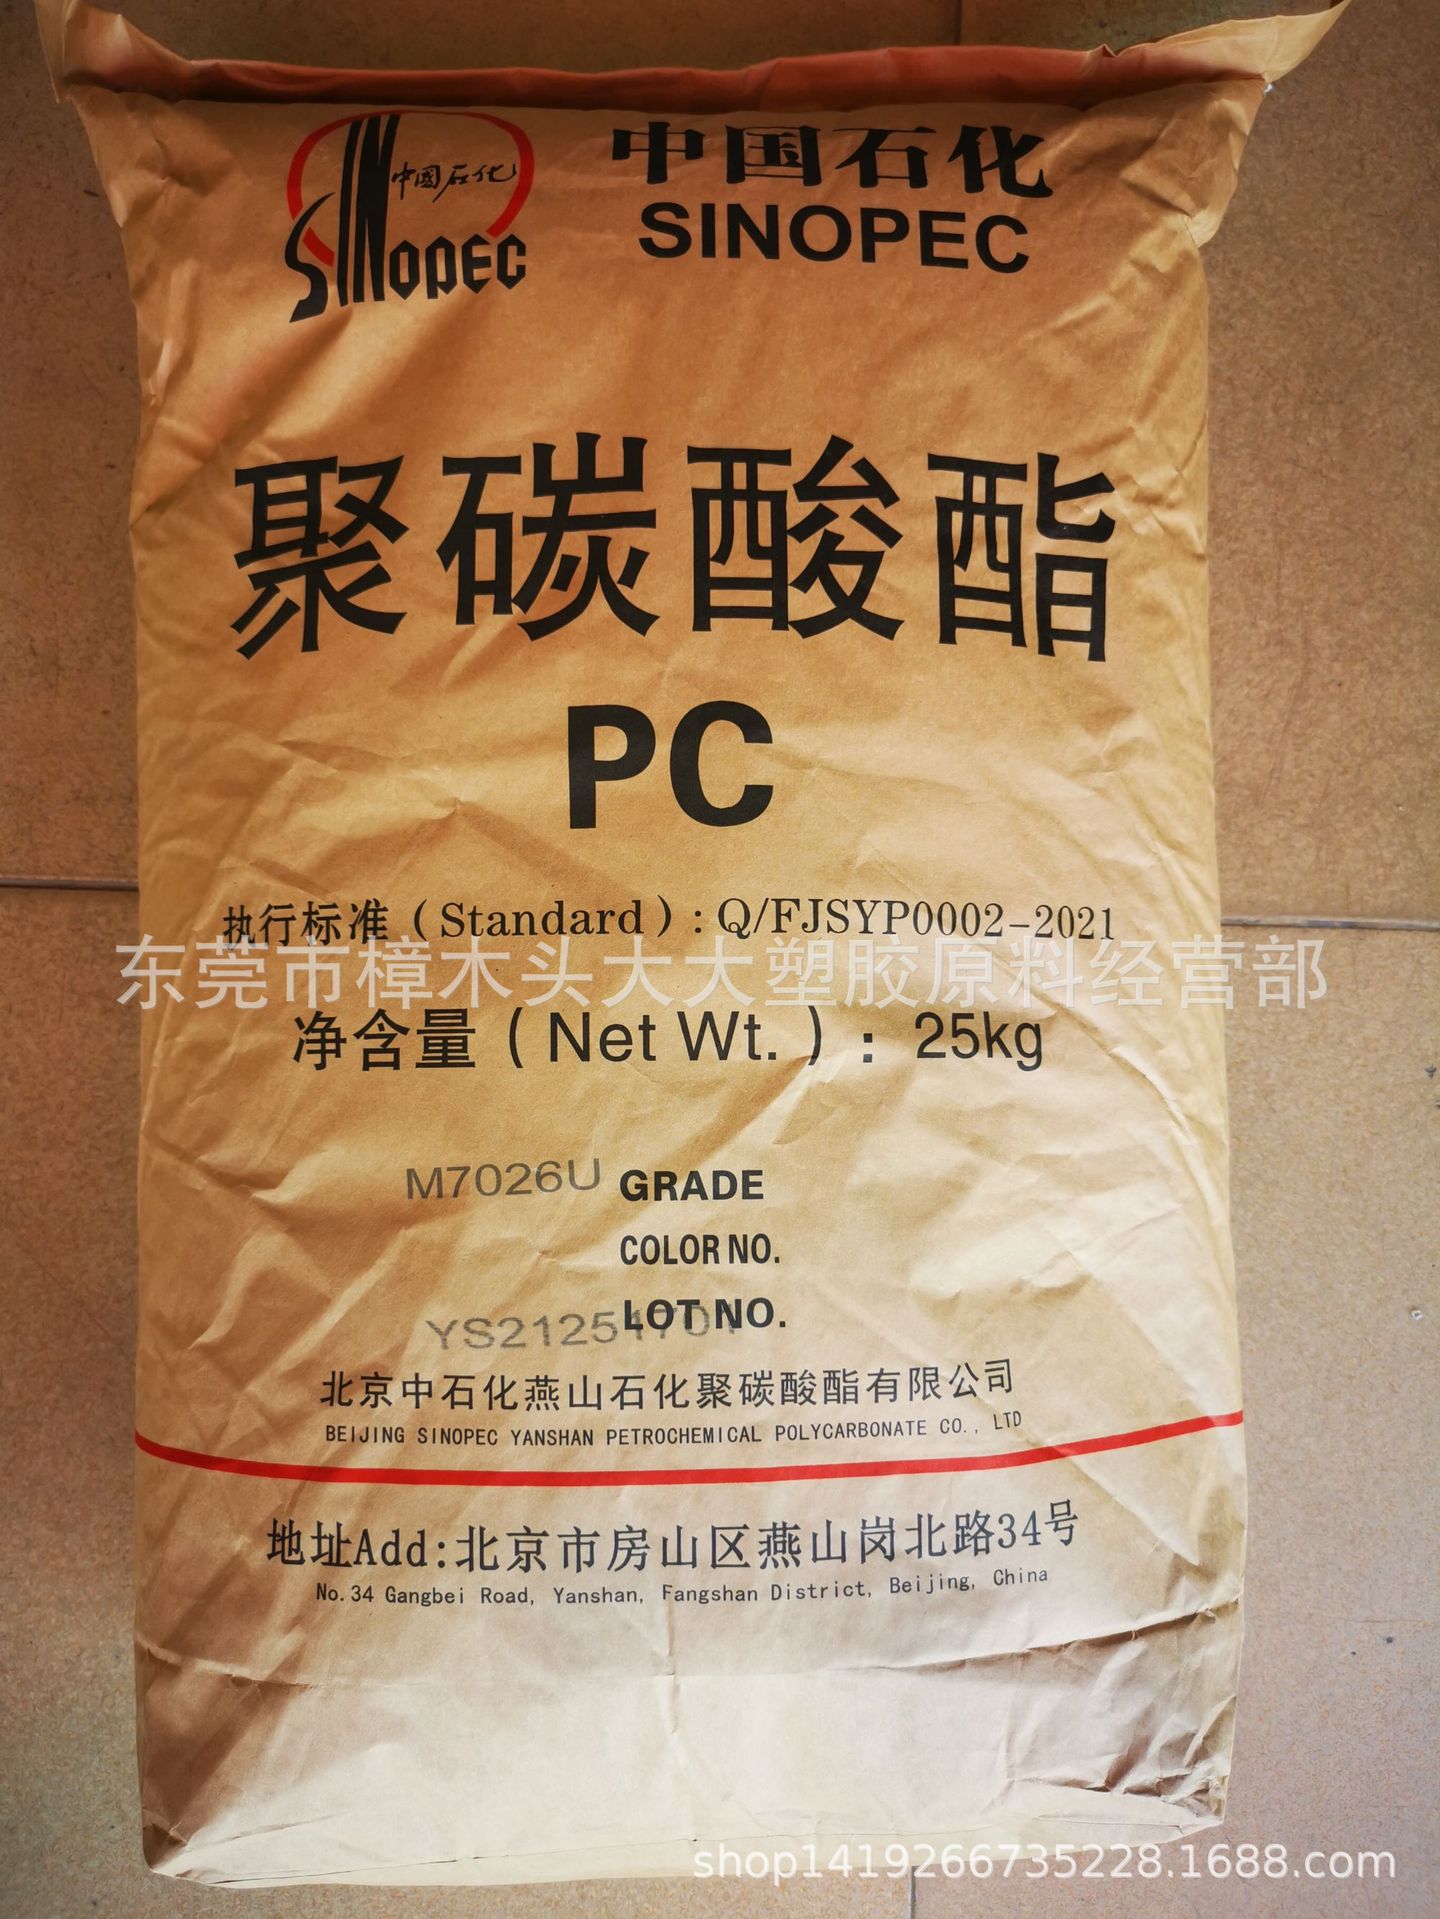 中国石化
SINOPEC
中国石化
SINOPEC
聚碳酸酯
PC
执行标准（Standard）: Q/FJSYP0002-2021
东莞市樟木头大大塑胶原料经营部
净含量（Net Wt.）: 25kg
M7026U GRADE
COLOR NO.
YS21251701 LOT NO.
北京中石化燕山石化聚碳酸酯有限公司
BEIJING SINOPEC YANSHAN PETROCHEMICAL POLYCARBONATE CO., LTD
地址Add:北京市房山区燕山岗北路34号
No.34 Gangbei Road, Yanshan, Fangshan District, Beijing, China
shop1419266735228.1688.com